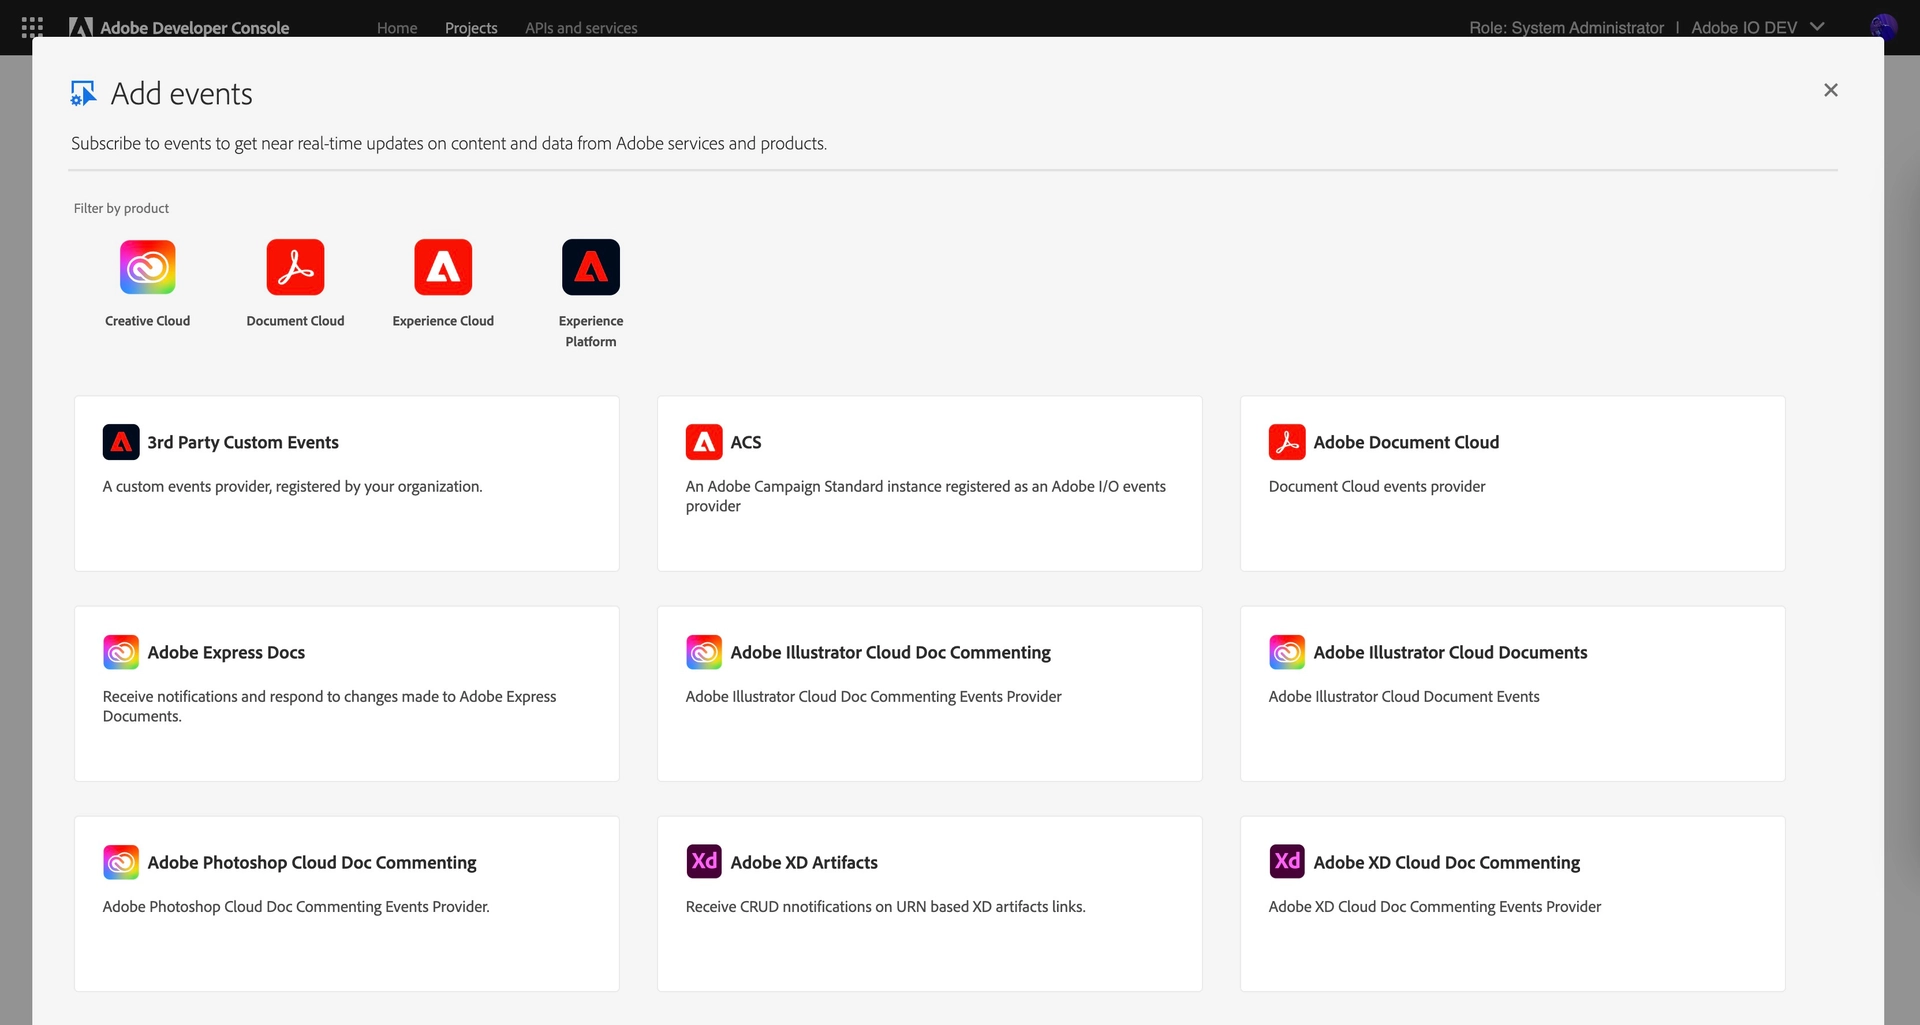 Adobe Developer Console
Home
Projects
APIs and services
Role: System Administrator | Adobe IO DEV
Add events
Subscribe to events to get near real-time updates on content and data from Adobe services and products.
Filter by product
Creative Cloud
Document Cloud
Experience Cloud
Experience
Platform
3rd Party Custom Events
A custom events provider, registered by your organization.
ACS
An Adobe Campaign Standard instance registered as an Adobe I/O events
provider
Adobe Document Cloud
Document Cloud events provider
Adobe Express Docs
Receive notifications and respond to changes made to Adobe Express
Documents.
Adobe Illustrator Cloud Doc Commenting
Adobe Illustrator Cloud Doc Commenting Events Provider
Adobe Illustrator Cloud Documents
Adobe Illustrator Cloud Document Events
Adobe Photoshop Cloud Doc Commenting
Adobe Photoshop Cloud Doc Commenting Events Provider.
Xd
Adobe XD Artifacts
Receive CRUD nnotifications on URN based XD artifacts links.
Xd
Adobe XD Cloud Doc Commenting
Adobe XD Cloud Doc Commenting Events Provider